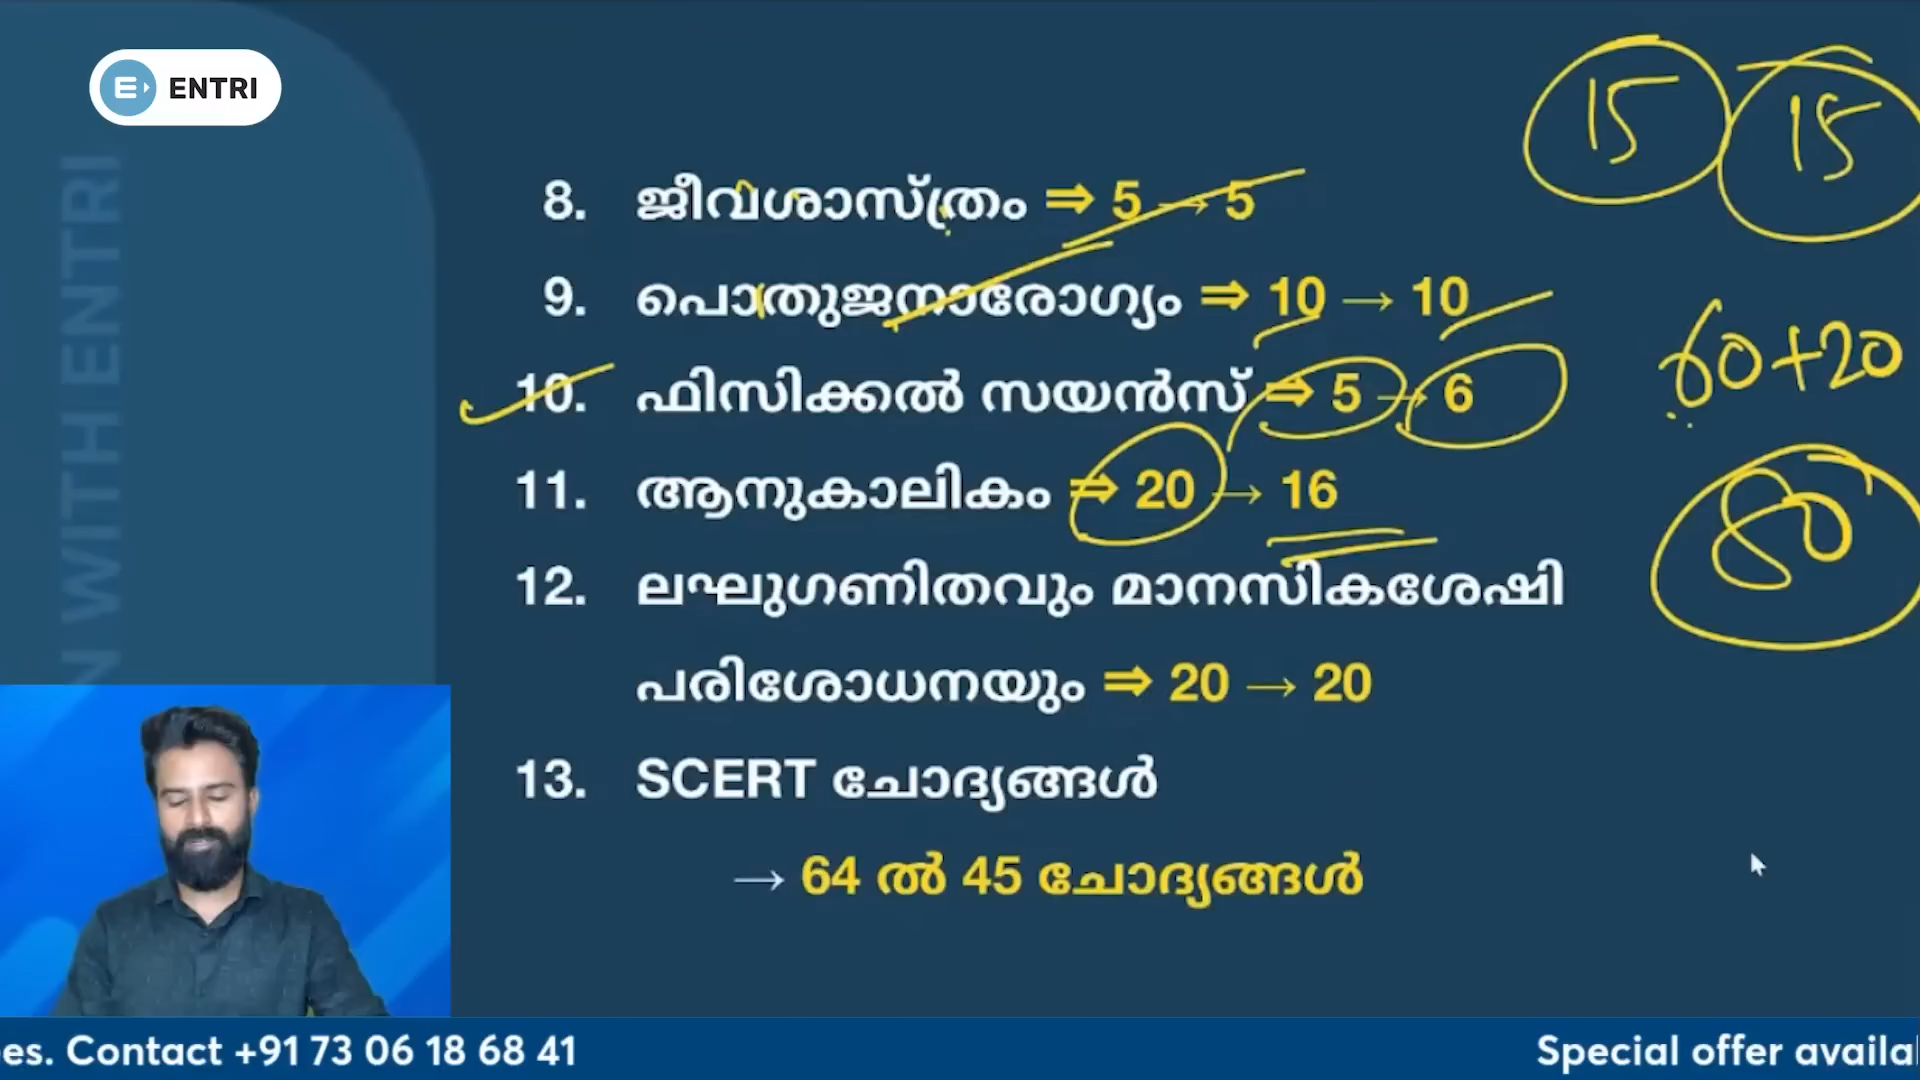 ENTRI
15
15
8. ജീവശാസ്ത്രം ⇒ 5 → 5
9. പൊതുജനാരോഗ്യം ⇒ 10 → 10
60+20
10. ഫിസിക്കൽ സയൻസ് ⇒ 5 → 6
11. ആനുകാലികം ⇒ 20 → 16
80
12. ലഘുഗണിതവും മാനസികശേഷി
പരിശോധനയും ⇒ 20 → 20
13. SCERT ചോദ്യങ്ങൾ
→ 64 ൽ 45 ചോദ്യങ്ങൾ
WITH ENTRI
es. Contact +91 73 06 18 68 41
Special offer availa